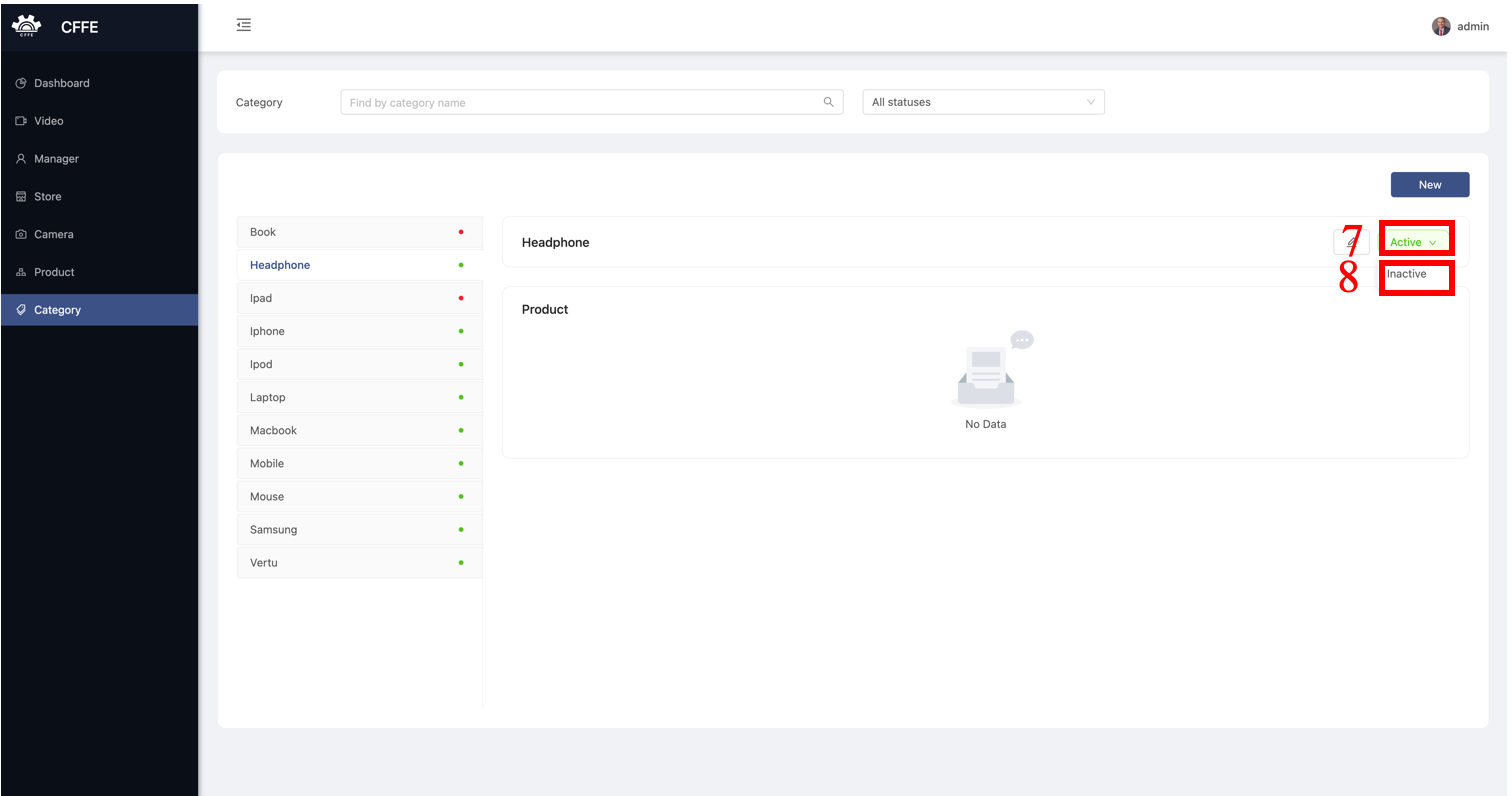 CFFE
CFFE
admin
Dashboard
Video
Manager
Store
Camera
Product
Category
Category
Find by category name
All statuses
New
Book
Headphone
Ipad
Iphone
Ipod
Laptop
Macbook
Mobile
Mouse
Samsung
Vertu
Headphone
7
Active
8
Inactive
Product
No Data